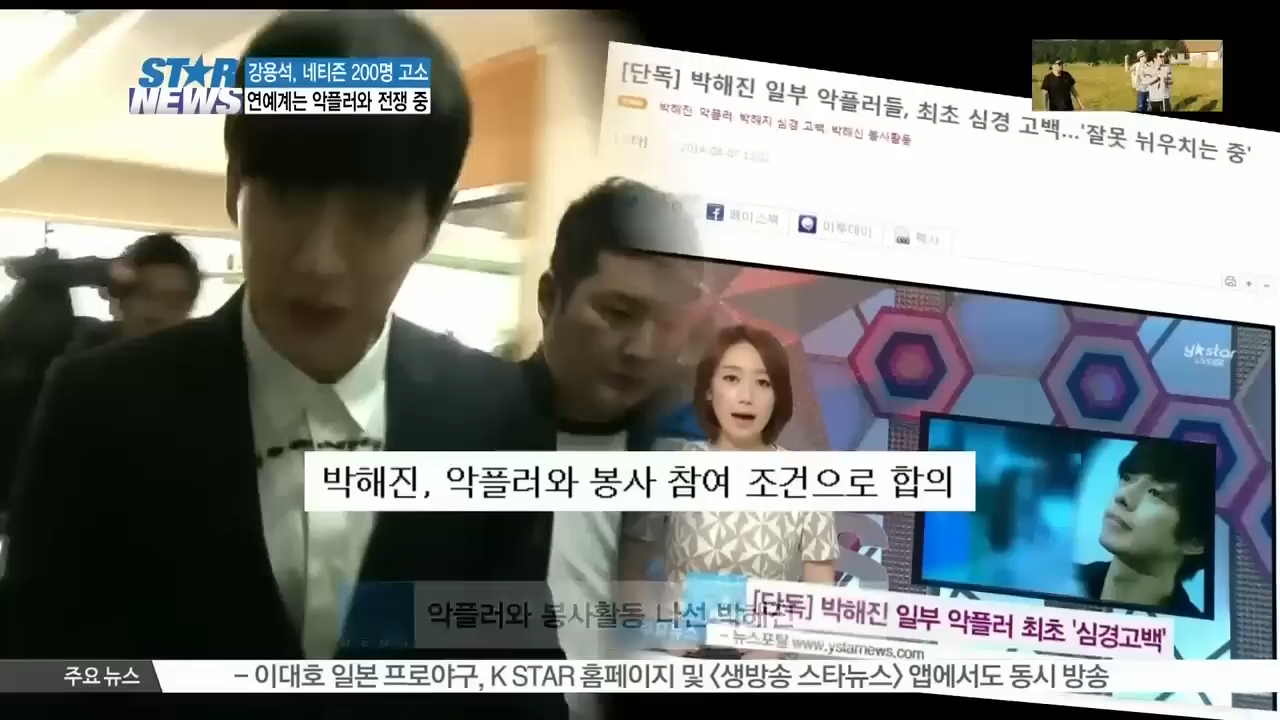 STAR NEWS
강용석, 네티즌 200명 고소
연예계는 악플러와 전쟁 중
[단독] 박해진 일부 악플러들, 최초 심경 고백...'잘못 뉘우치는 중'
박해진, 악플러, 박해지 심경 고백, 박해신 봉사활동
페이스북
미투데이
ystar
박해진, 악플러와 봉사 참여 조건으로 합의
악플러와 봉사활동 나선 박해진
[단독] 박해진 일부 악플러 최초 '심경고백'
- 뉴스포탈 www.ystarnews.com
주요뉴스
- 이대호 일본 프로야구, K STAR 홈페이지 및 〈생방송 스타뉴스〉 앱에서도 동시 방송